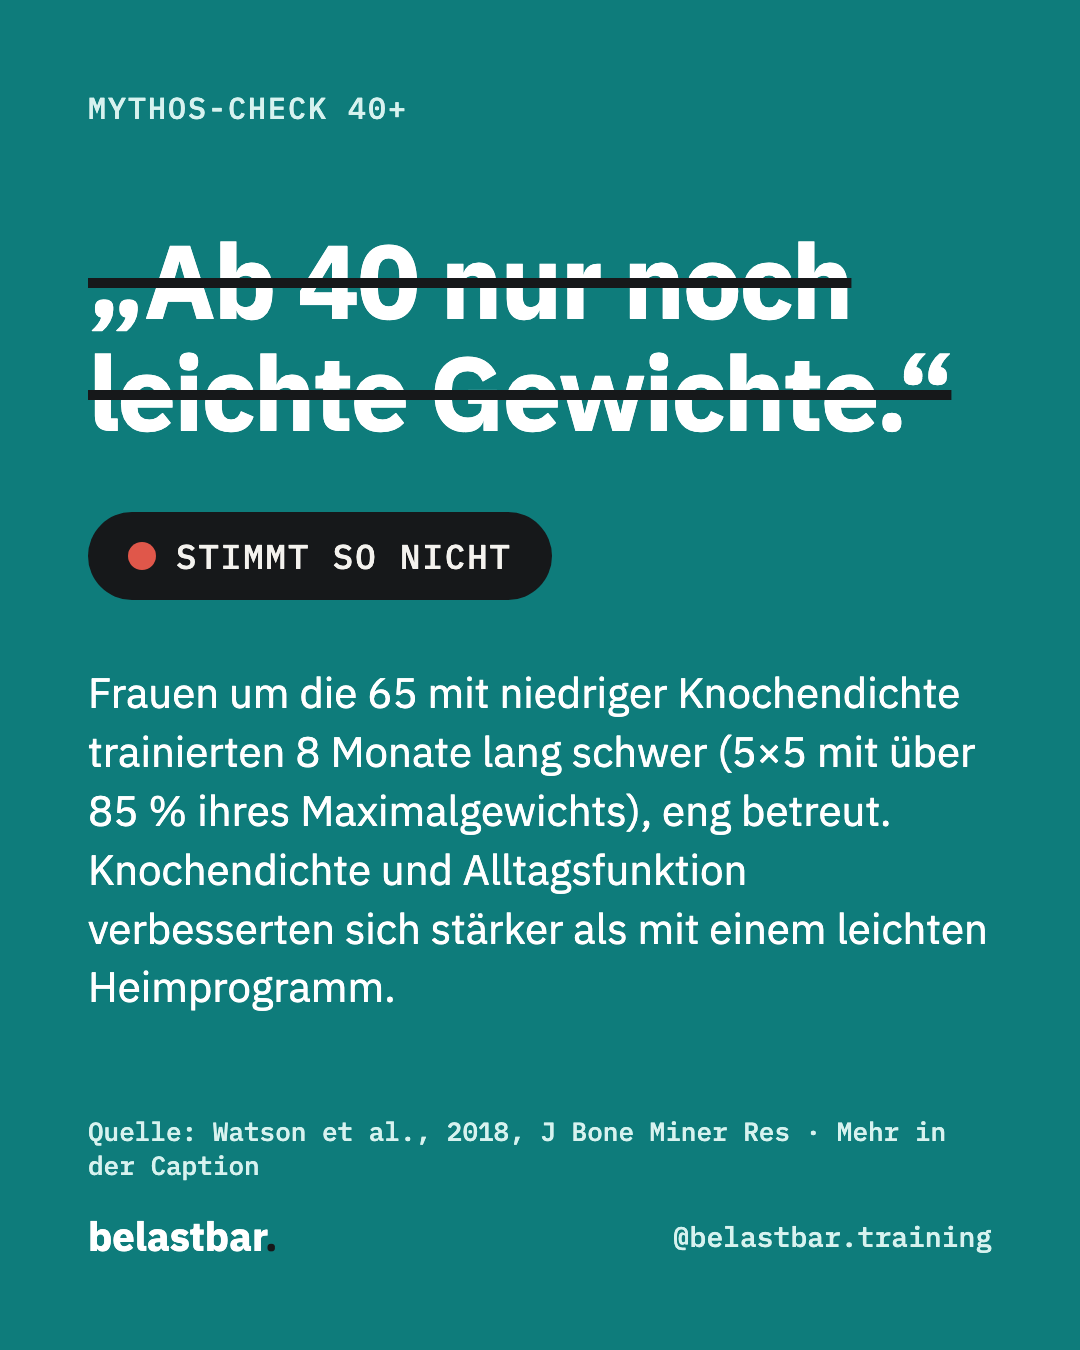 MYTHOS-CHECK 40+
„Ab 40 nur noch
leichte Gewichte.“
STIMMT SO NICHT
Frauen um die 65 mit niedriger Knochendichte
trainierten 8 Monate lang schwer (5×5 mit über
85 % ihres Maximalgewichts), eng betreut.
Knochendichte und Alltagsfunktion
verbesserten sich stärker als mit einem leichten
Heimprogramm.
Quelle: Watson et al., 2018, J Bone Miner Res · Mehr in
der Caption
belastbar.
@belastbar.training